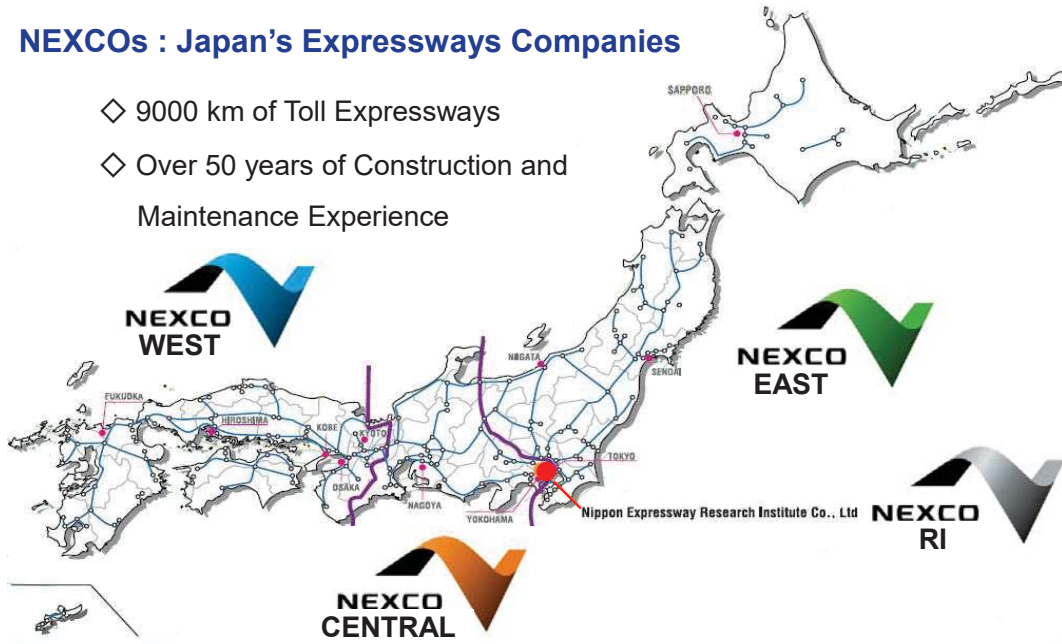 NEXCOs : Japan's Expressways Companies
◇ 9000 km of Toll Expressways
◇ Over 50 years of Construction and
Maintenance Experience
SAPPORO
NEXCO
WEST
NEXCO
EAST
NIIGATA
SENDAI
FUKUOKA
HIROSHIMA
KOBE
KYOTO
OSAKA
NAGOYA
TOKYO
YOKOHAMA
Nippon Expressway Research Institute Co., Ltd
NEXCO
RI
NEXCO
CENTRAL